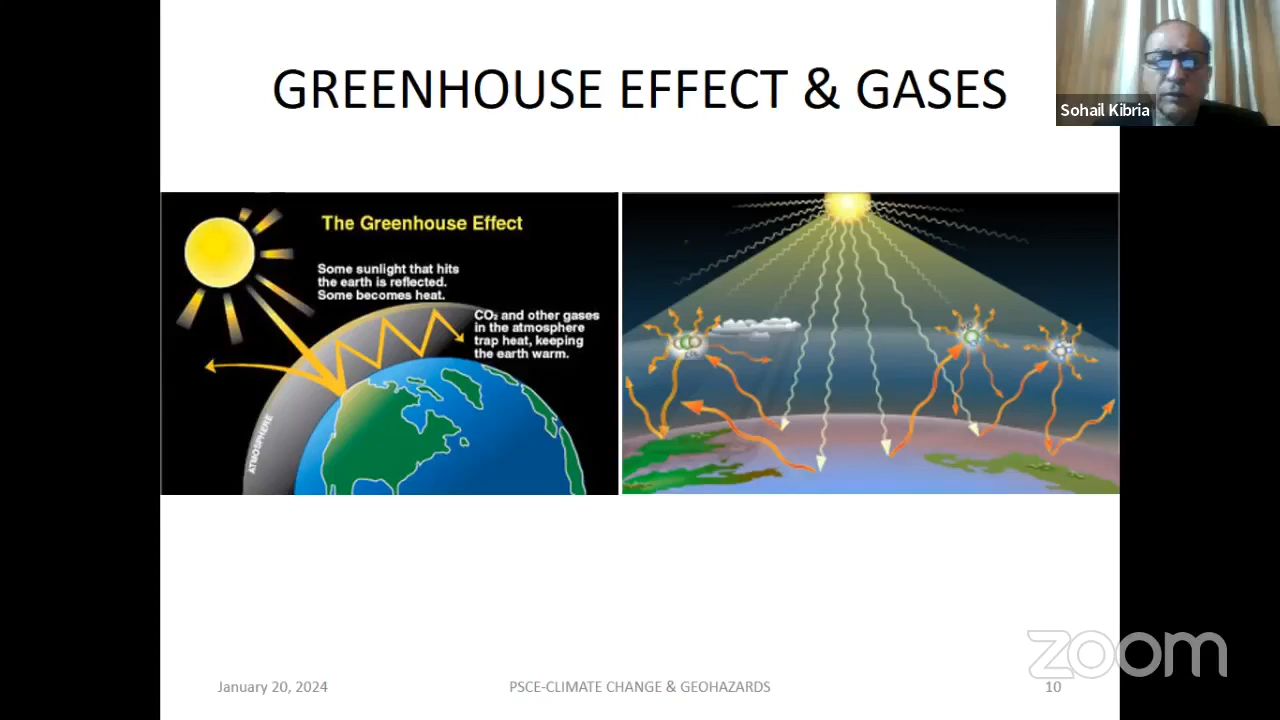 GREENHOUSE EFFECT & GASES
Sohail Kibria
The Greenhouse Effect
Some sunlight that hits
the earth is reflected.
Some becomes heat.
CO₂ and other gases
in the atmosphere
trap heat, keeping
the earth warm.
ATMOSPHERE
January 20, 2024
PSCE-CLIMATE CHANGE & GEOHAZARDS
10
zoom